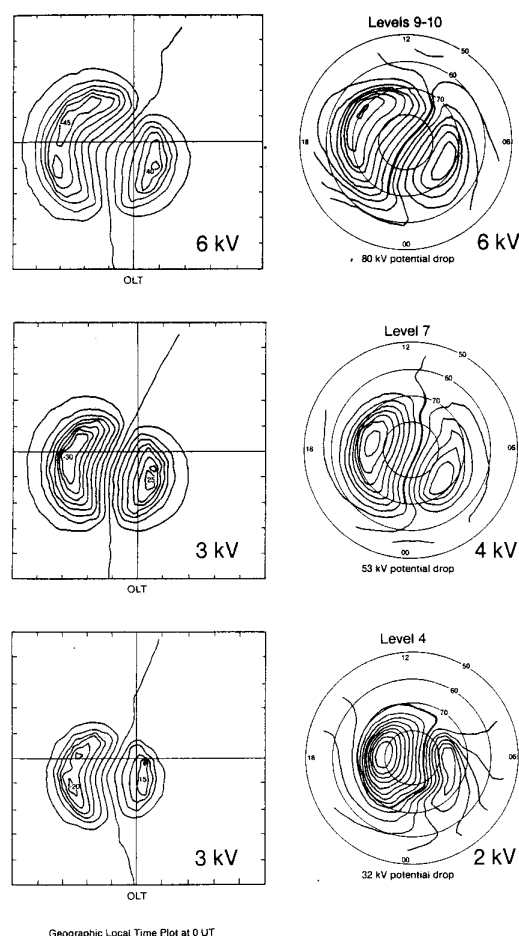 Levels 9-10
12
50
60
70
-45
18
06
-40
00
6 kV
6 kV
OLT
80 kV potential drop
Level 7
12
50
60
70
-30
18
06
25
3 kV
00
4 kV
OLT
53 kV potential drop
Level 4
12
50
60
70
18
06
15
-20
3 kV
00
2 kV
OLT
32 kV potential drop
Geographic Local Time Plot at 0 UT